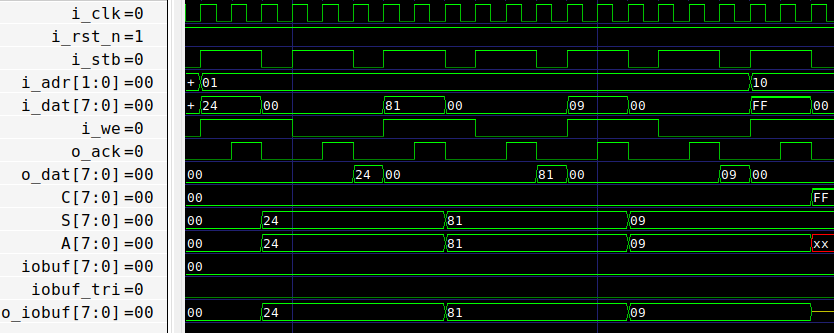 i_clk=0
i_rst_n=1
i_stb=0
i_adr[1:0]=00 + 01 10
i_dat[7:0]=00 + 24 00 81 00 09 00 FF 00
i_we=0
o_ack=0
o_dat[7:0]=00 00 24 00 81 00 09 00
C[7:0]=00 00 FF
S[7:0]=00 00 24 81 09
A[7:0]=00 00 24 81 09 xx
iobuf[7:0]=00 00
iobuf_tri=0
o_iobuf[7:0]=00 00 24 81 09